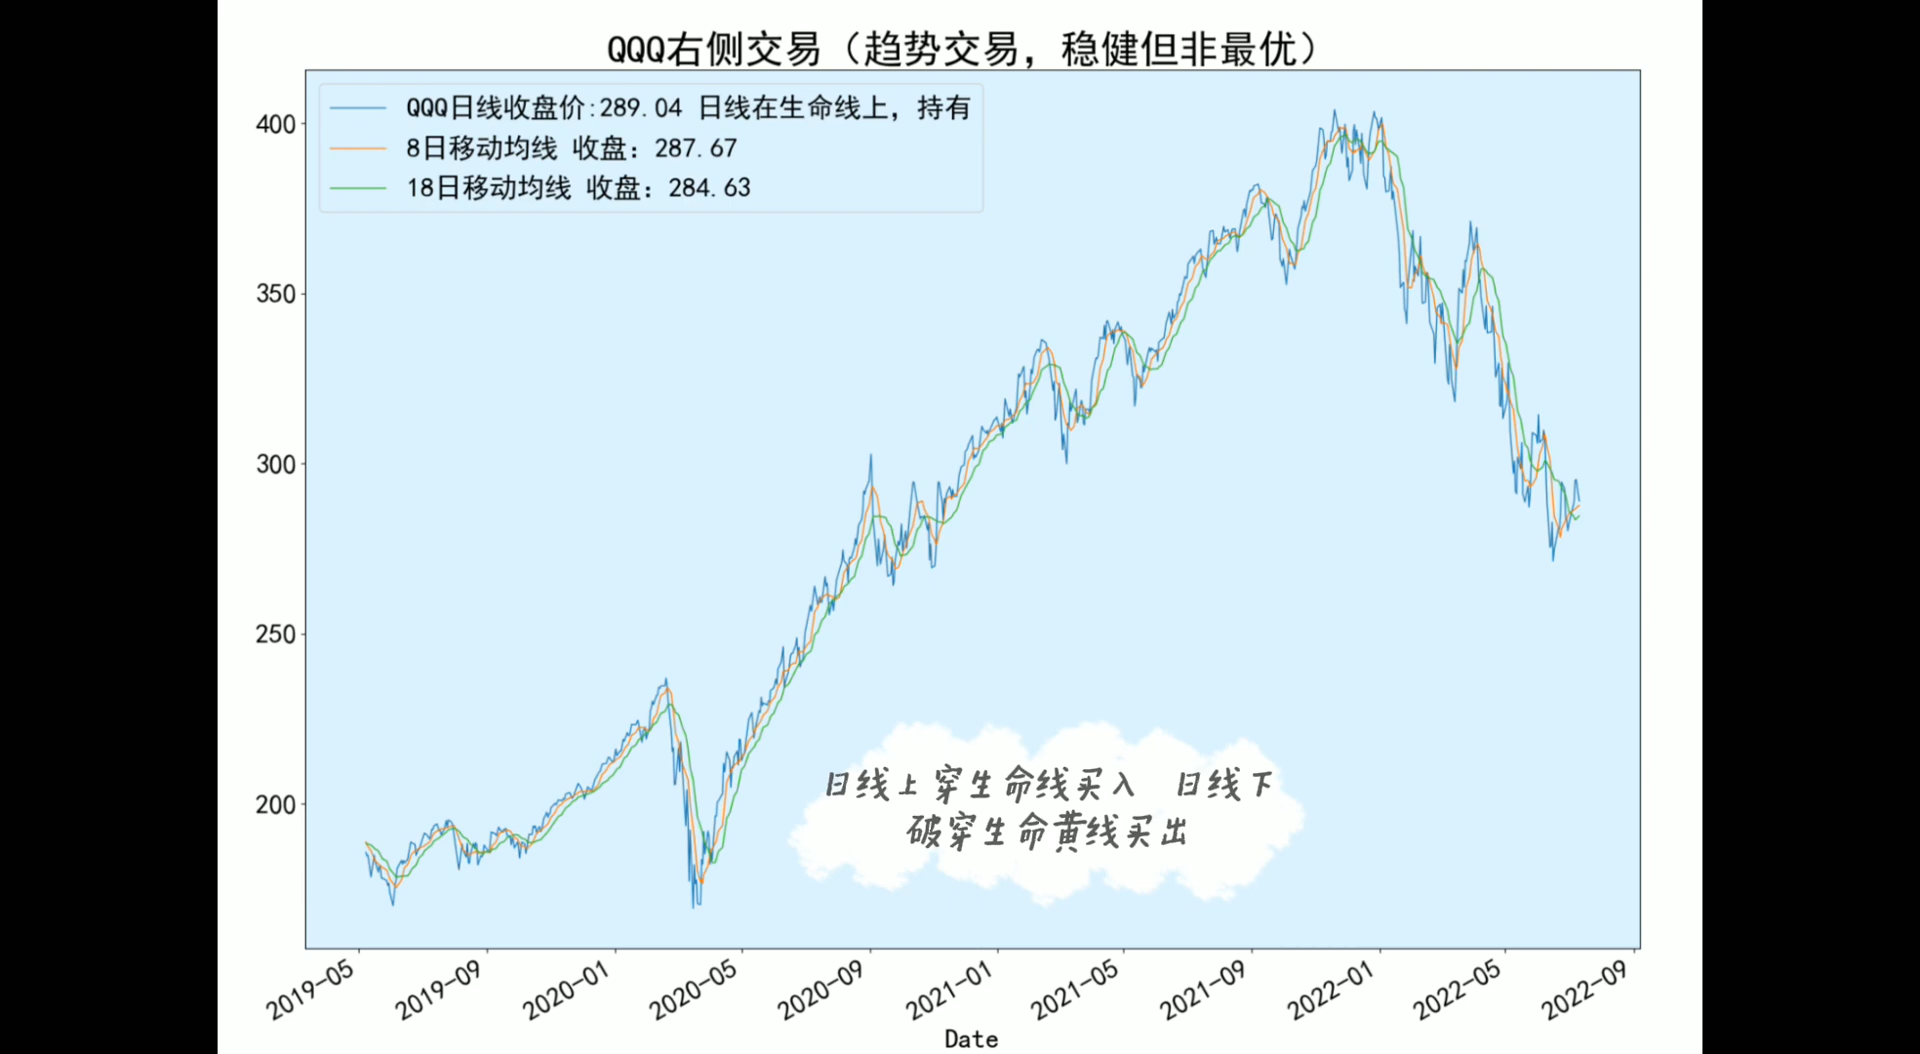 QQQ右侧交易（趋势交易，稳健但非最优）
QQQ日线收盘价:289.04 日线在生命线上，持有
8日移动均线 收盘：287.67
18日移动均线 收盘：284.63
400
350
300
250
200
日线上穿生命线买入 日线下
破穿生命黄线买出
2019-05
2019-09
2020-01
2020-05
2020-09
2021-01
2021-05
2021-09
2022-01
2022-05
2022-09
Date